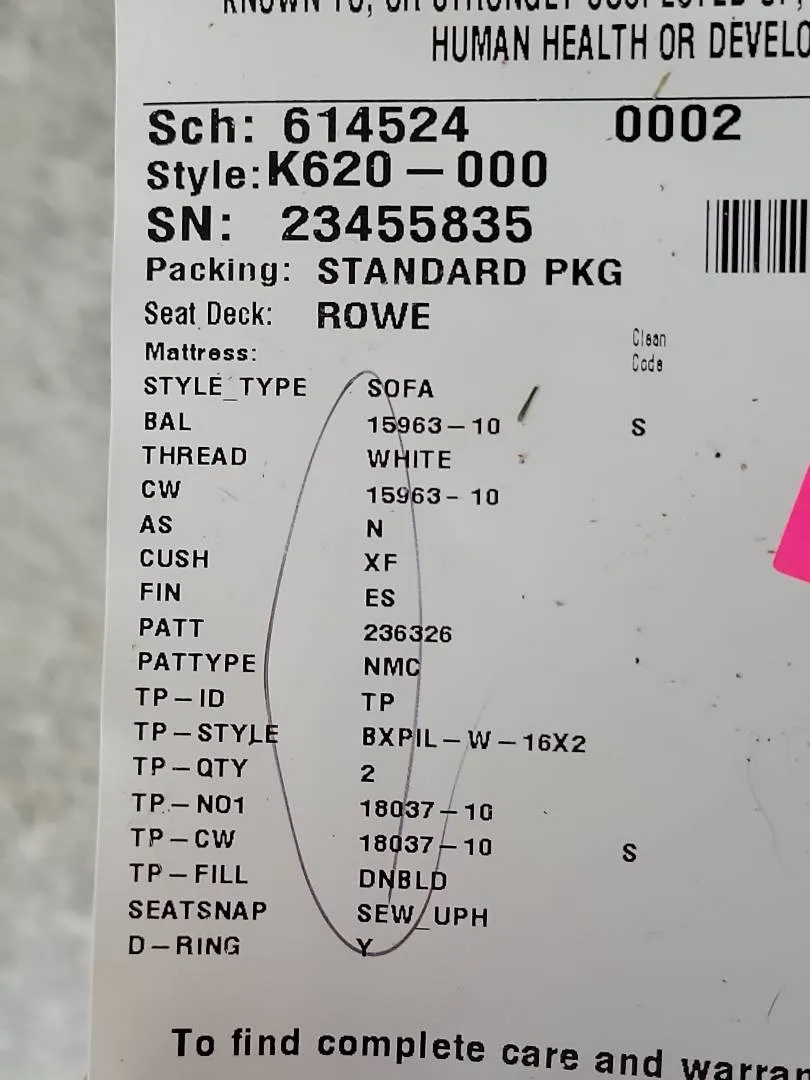 HUMAN HEALTH OR DEVELO
Sch: 614524 0002
Style: K620-000
SN: 23455835
Packing: STANDARD PKG
Seat Deck: ROWE
Clean
Code
Mattress:
STYLE_TYPE SOFA
BAL 15963-10 S
THREAD WHITE
CW 15963-10
AS N
CUSH XF
FIN ES
PATT 236326
PATTYPE NMC
TP-ID TP
TP-STYLE BXPIL-W-16X2
TP-QTY 2
TP-NO1 18037-10
TP-CW 18037-10 S
TP-FILL DNBLD
SEATSNAP SEW_UPH
D-RING Y
To find complete care and warran